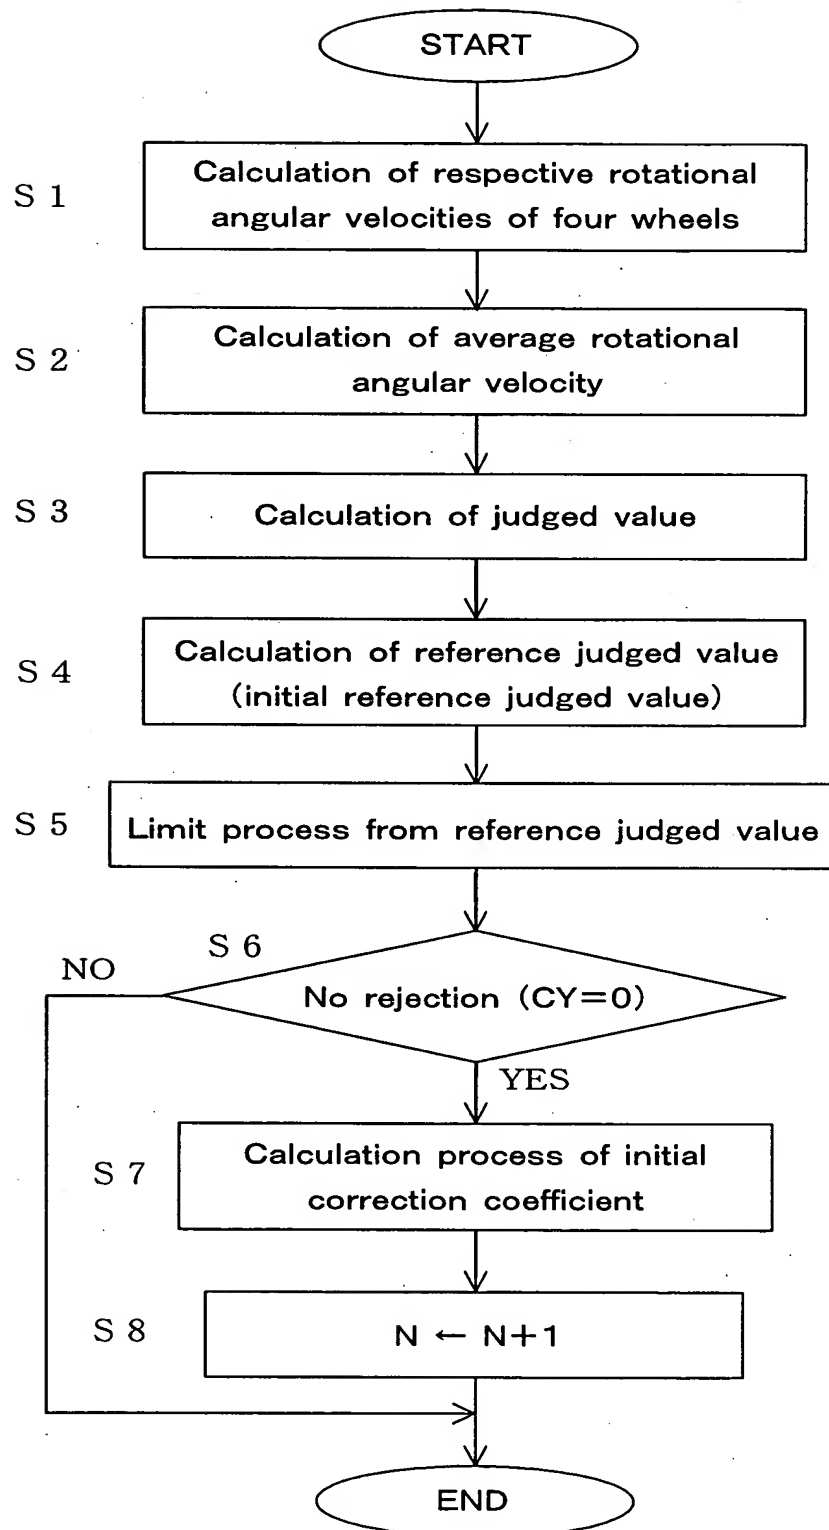 START
S 1
Calculation of respective rotational
angular velocities of four wheels
S 2
Calculation of average rotational
angular velocity
S 3
Calculation of judged value
S 4
Calculation of reference judged value
(initial reference judged value)
S 5
Limit process from reference judged value
S 6
NO
No rejection (CY=0)
YES
S 7
Calculation process of initial
correction coefficient
S 8
N ← N+1
END